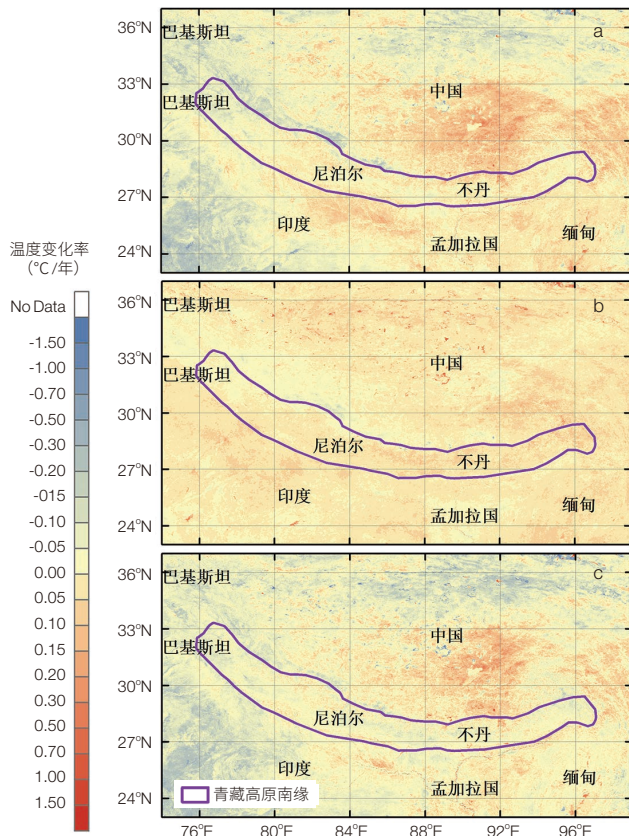 36°N
巴基斯坦
a
33°N
中国
巴基斯坦
30°N
尼泊尔
不丹
27°N
印度
缅甸
孟加拉国
24°N
温度变化率
（℃/年）
No Data
-1.50
-1.00
-0.70
-0.50
-0.30
-0.20
-015
-0.10
-0.05
0.00
0.05
0.10
0.15
0.30
0.50
0.70
1.00
1.50
36°N
巴基斯坦
b
33°N
中国
巴基斯坦
30°N
尼泊尔
不丹
27°N
印度
缅甸
孟加拉国
24°N
36°N
巴基斯坦
c
33°N
中国
巴基斯坦
30°N
尼泊尔
不丹
27°N
印度
缅甸
孟加拉国
青藏高原南缘
24°N
76°E 80°E 84°E 88°E 92°E 96°E